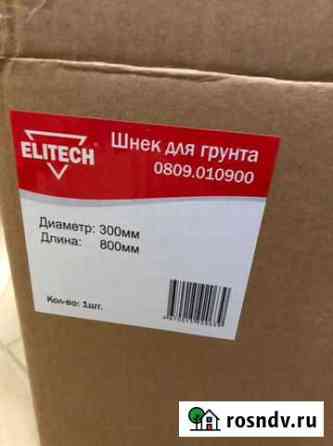 ELITECH
Шнек для грунта
0809.010900
Диаметр: 300мм
Длина: 800мм
Кол-во: 1шт.
rosndv.ru